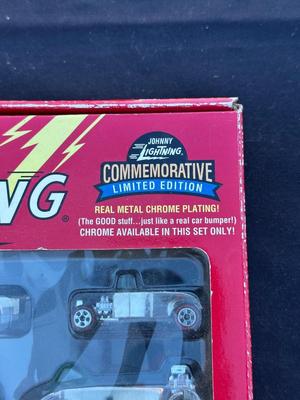 JOHNNY
LIGHTNING
COMMEMORATIVE
LIMITED EDITION
NG®
REAL METAL CHROME PLATING!
(The GOOD stuff...just like a real car bumper!)
CHROME AVAILABLE IN THIS SET ONLY!